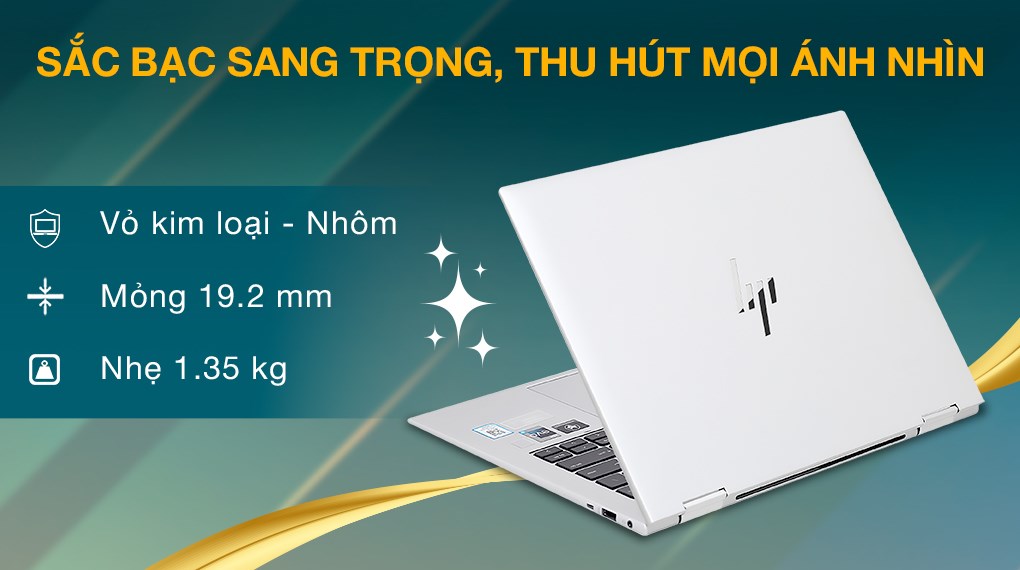 SẮC BẠC SANG TRỌNG, THU HÚT MỌI ÁNH NHÌN
Vỏ kim loại - Nhôm
Mỏng 19.2 mm
Nhẹ 1.35 kg
hp